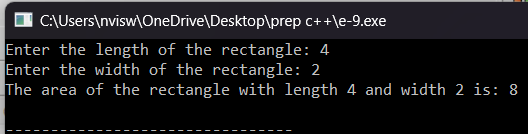 C:\Users\nvisw\OneDrive\Desktop\prep c++\e-9.exe
Enter the length of the rectangle: 4
Enter the width of the rectangle: 2
The area of the rectangle with length 4 and width 2 is: 8
--------------------------------